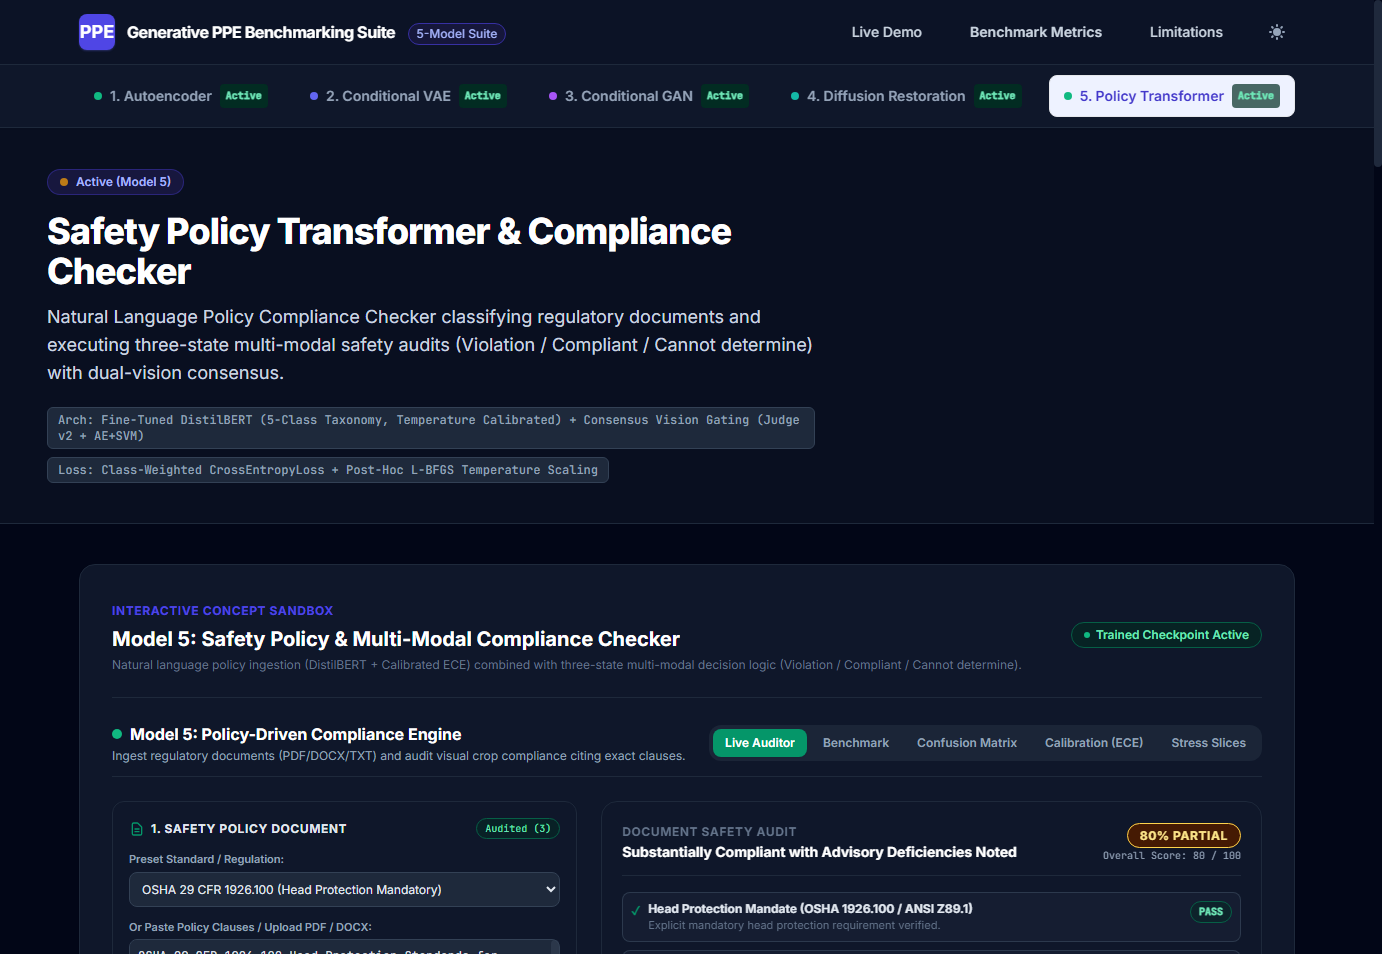 PPE Generative PPE Benchmarking Suite 5-Model Suite Live Demo Benchmark Metrics Limitations
1. Autoencoder Active 2. Conditional VAE Active 3. Conditional GAN Active 4. Diffusion Restoration Active 5. Policy Transformer Active
Active (Model 5)
Safety Policy Transformer & Compliance
Checker
Natural Language Policy Compliance Checker classifying regulatory documents and
executing three-state multi-modal safety audits (Violation / Compliant / Cannot determine)
with dual-vision consensus.
Arch: Fine-Tuned DistilBERT (5-Class Taxonomy, Temperature Calibrated) + Consensus Vision Gating (Judge
v2 + AE+SVM)
Loss: Class-Weighted CrossEntropyLoss + Post-Hoc L-BFGS Temperature Scaling
INTERACTIVE CONCEPT SANDBOX
Model 5: Safety Policy & Multi-Modal Compliance Checker
Trained Checkpoint Active
Natural language policy ingestion (DistilBERT + Calibrated ECE) combined with three-state multi-modal decision logic (Violation / Compliant / Cannot determine).
Model 5: Policy-Driven Compliance Engine
Ingest regulatory documents (PDF/DOCX/TXT) and audit visual crop compliance citing exact clauses.
Live Auditor Benchmark Confusion Matrix Calibration (ECE) Stress Slices
1. SAFETY POLICY DOCUMENT Audited (3)
Preset Standard / Regulation:
OSHA 29 CFR 1926.100 (Head Protection Mandatory)
Or Paste Policy Clauses / Upload PDF / DOCX:
DOCUMENT SAFETY AUDIT
Substantially Compliant with Advisory Deficiencies Noted
80% PARTIAL
Overall Score: 80 / 100
Head Protection Mandate (OSHA 1926.100 / ANSI Z89.1)
Explicit mandatory head protection requirement verified.
PASS